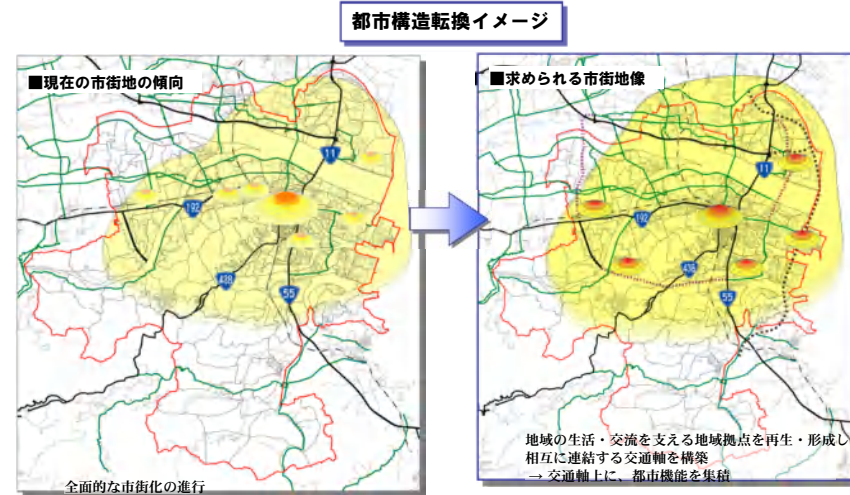 都市構造転換イメージ
■現在の市街地の傾向
11
192
438
55
全面的な市街化の進行
■求められる市街地像
11
192
438
55
地域の生活・交流を支える地域拠点を再生・形成し
相互に連結する交通軸を構築
→ 交通軸上に、都市機能を集積